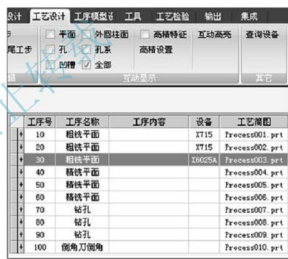 设计 工艺设计 工序模型 工具 工艺检验 输出 集成
平面 外圆柱面 高精特征 互动高亮 查询设备
尾工步 孔 孔系 高精设置
凹槽 全部
互动显示 其它
工序号 工序名称 工序内容 设备 工艺简图
10 粗铣平面 X715 Process001.prt
20 粗铣平面 X715 Process002.prt
30 粗铣平面 X6025A Process003.prt
40 精铣平面 Process004.prt
50 精铣平面 Process005.prt
60 精铣平面 Process006.prt
70 钻孔 Process007.prt
80 钻孔 Process008.prt
90 铣孔 Process009.prt
100 倒角刀倒角 Process010.prt